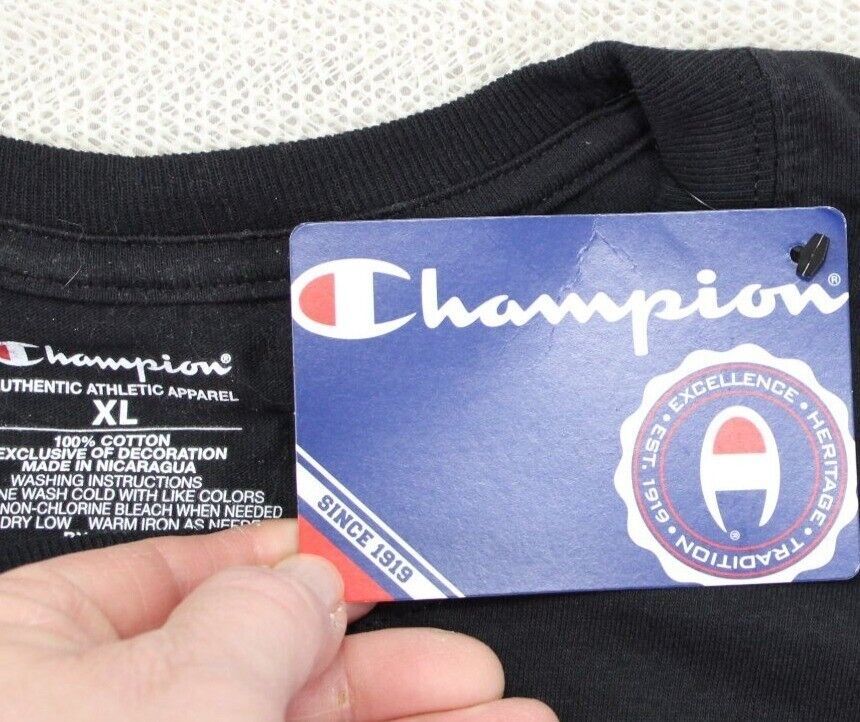 Champion®
AUTHENTIC ATHLETIC APPAREL
XL
100% COTTON
EXCLUSIVE OF DECORATION
MADE IN NICARAGUA
WASHING INSTRUCTIONS
NE WASH COLD WITH LIKE COLORS
NON-CHLORINE BLEACH WHEN NEEDED
DRY LOW WARM IRON AS NEEDE
Champion®
EXCELLENCE • HERITAGE • TRADITION • EST. 1919 •
®
SINCE 1919